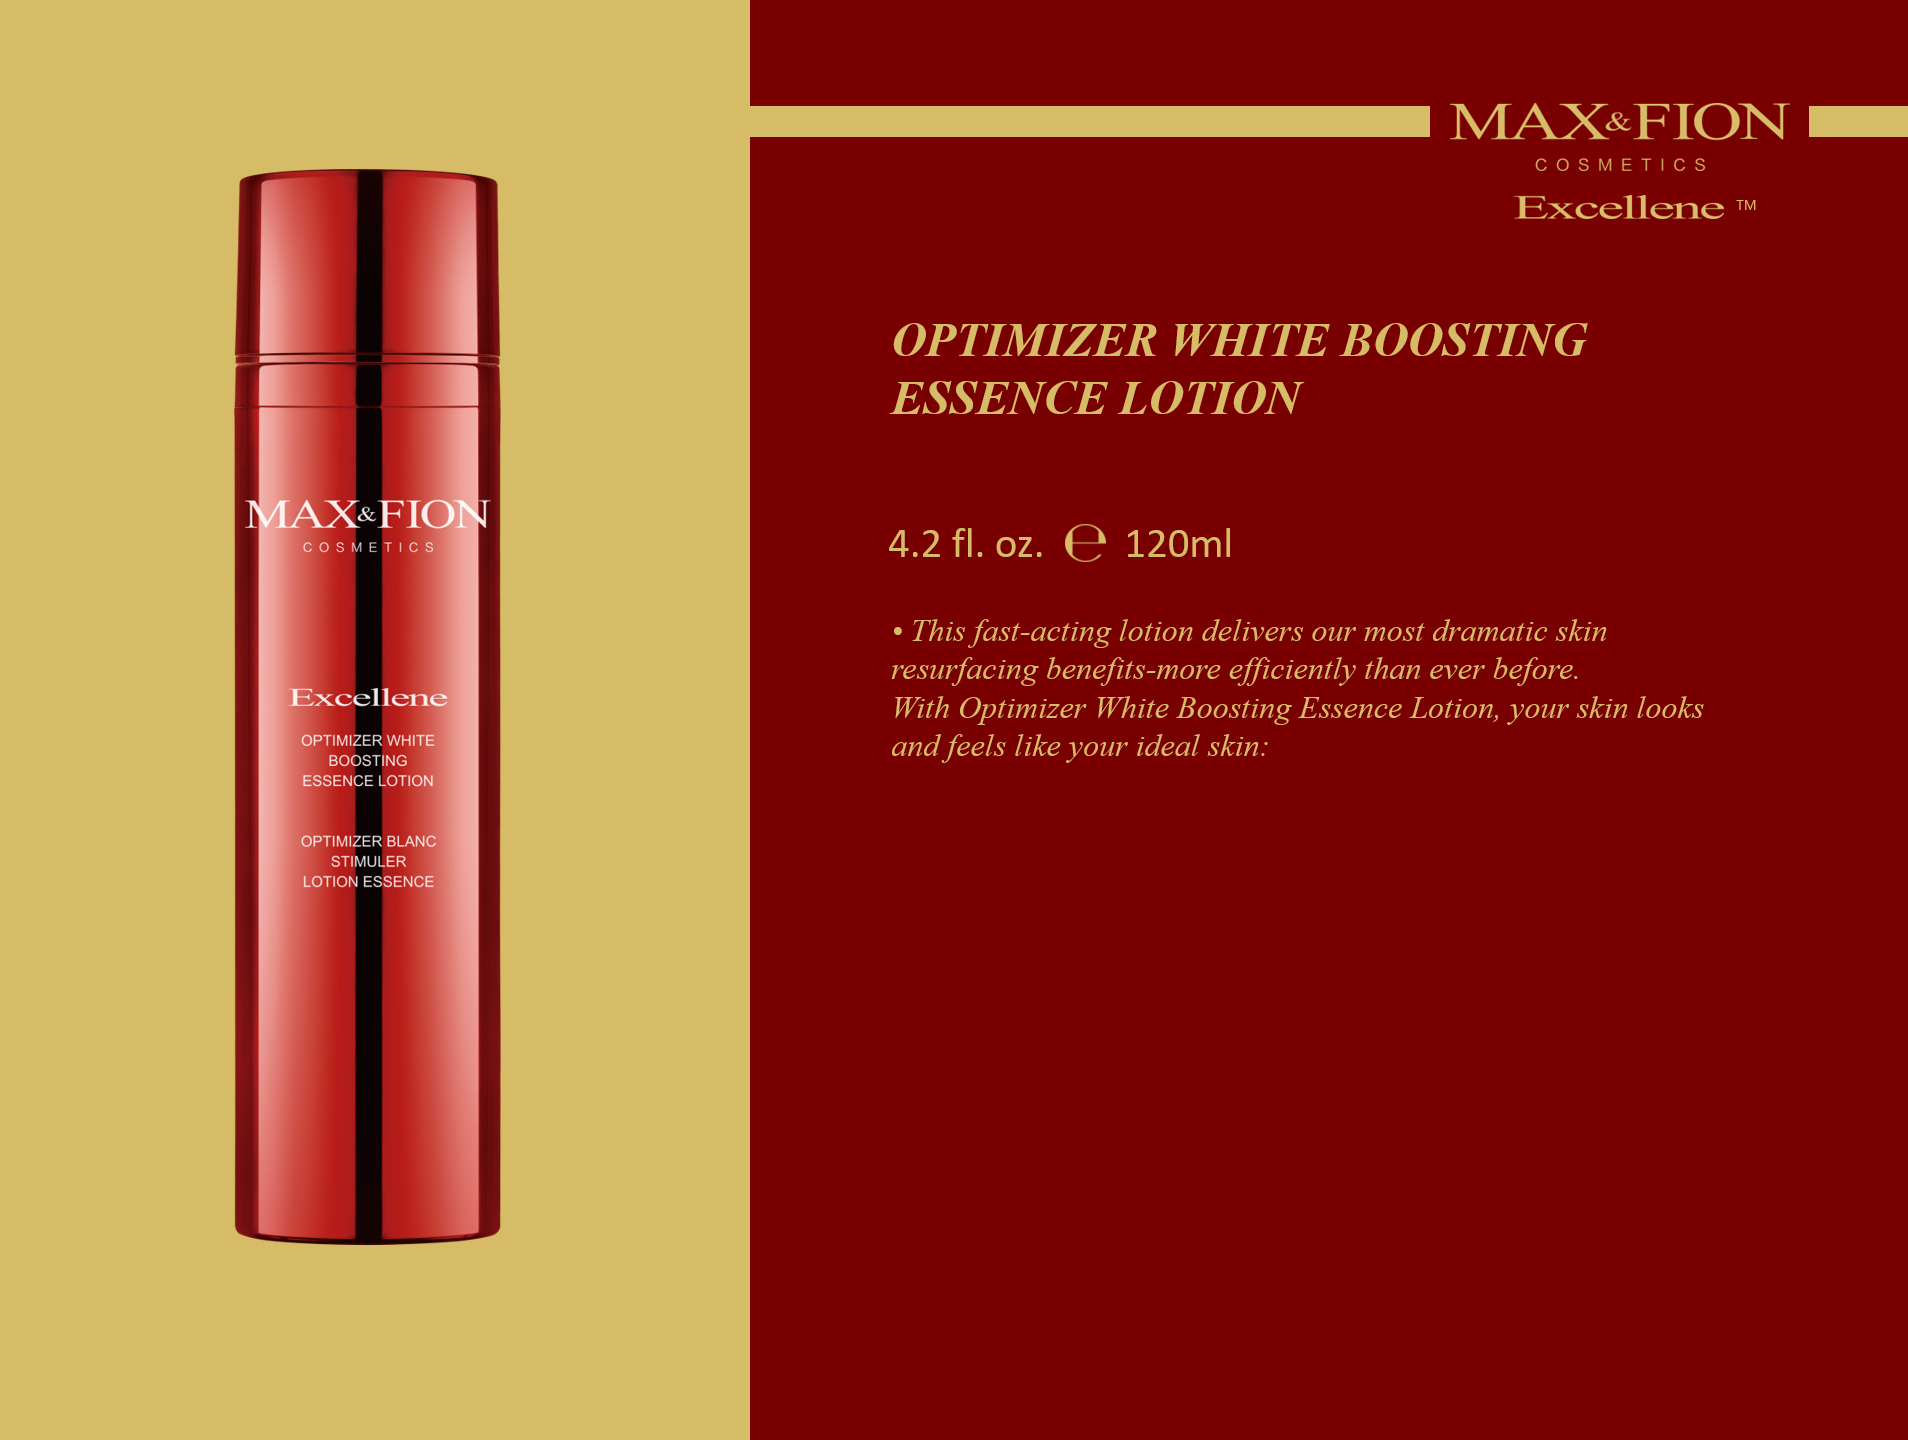 MAX&FION
COSMETICS
Excellene ™
OPTIMIZER WHITE BOOSTING
ESSENCE LOTION
4.2 fl. oz. ℮ 120ml
• This fast-acting lotion delivers our most dramatic skin
resurfacing benefits-more efficiently than ever before.
With Optimizer White Boosting Essence Lotion, your skin looks
and feels like your ideal skin:
MAX&FION
COSMETICS
Excellene
OPTIMIZER WHITE
BOOSTING
ESSENCE LOTION
OPTIMIZER BLANC
STIMULER
LOTION ESSENCE